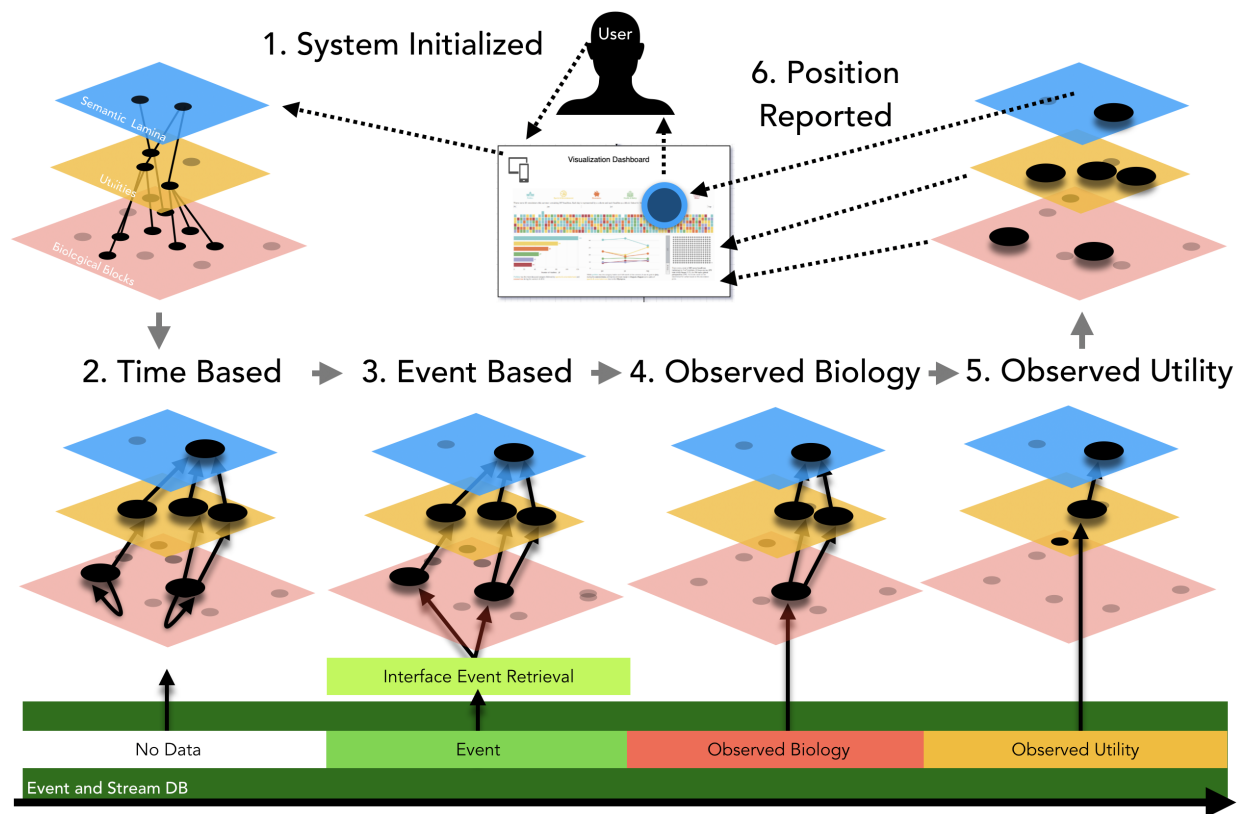 1. System Initialized
User
6. Position
Reported
Semantic Lamina
Utilities
Biological Blocks
Visualization Dashboard
2. Time Based
3. Event Based
4. Observed Biology
5. Observed Utility
Interface Event Retrieval
No Data
Event
Observed Biology
Observed Utility
Event and Stream DB